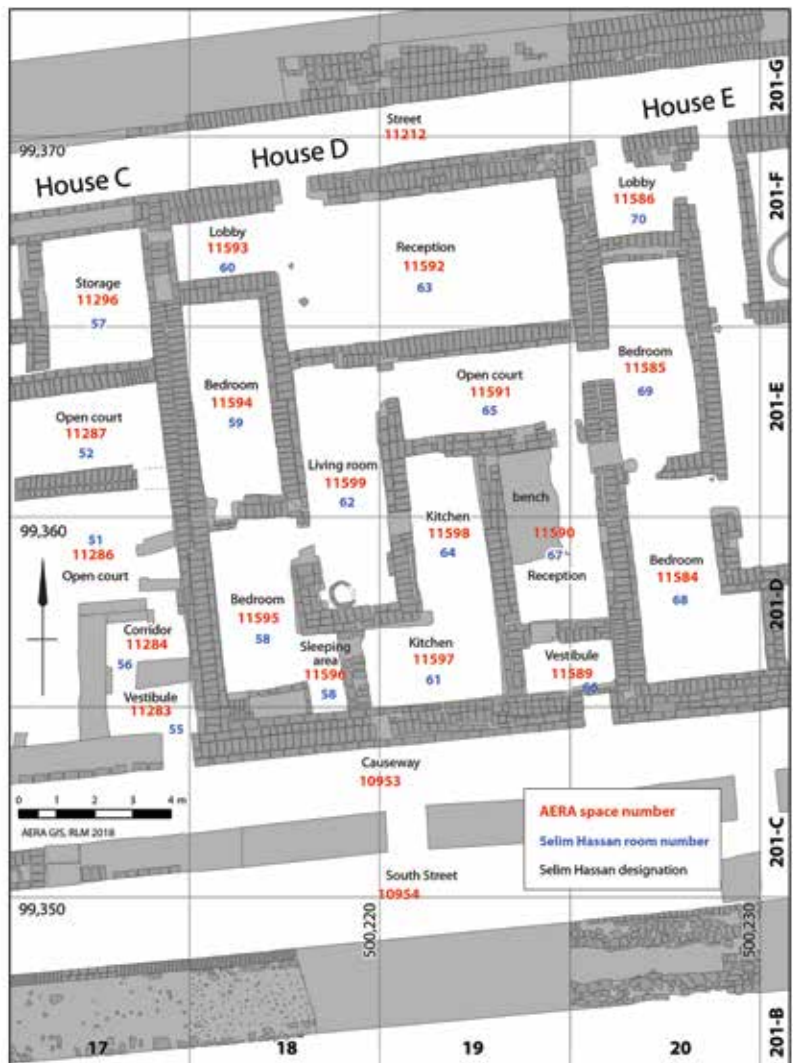 201-G
House E
Street
11212
99,370
House D
House C
Lobby
11586
70
201-F
Lobby
11593
60
Reception
11592
63
Storage
11296
57
Bedroom
11594
59
Open court
11591
65
Bedroom
11585
69
201-E
Open court
11287
52
Living room
11599
62
bench
Kitchen
11598
64
11590
67
Reception
99,360
51
11286
Open court
Bedroom
11584
68
201-D
Bedroom
11595
58
Sleeping
area
11596
58
Kitchen
11597
61
Corridor
11284
56
Vestibule
11589
66
Vestibule
11283
55
Causeway
10953
0 1 2 3 4 m
AERA GIS, RLM 2018
AERA space number
Selim Hassan room number
Selim Hassan designation
201-C
South Street
10954
99,350
500,220
500,230
17
18
19
20
201-B